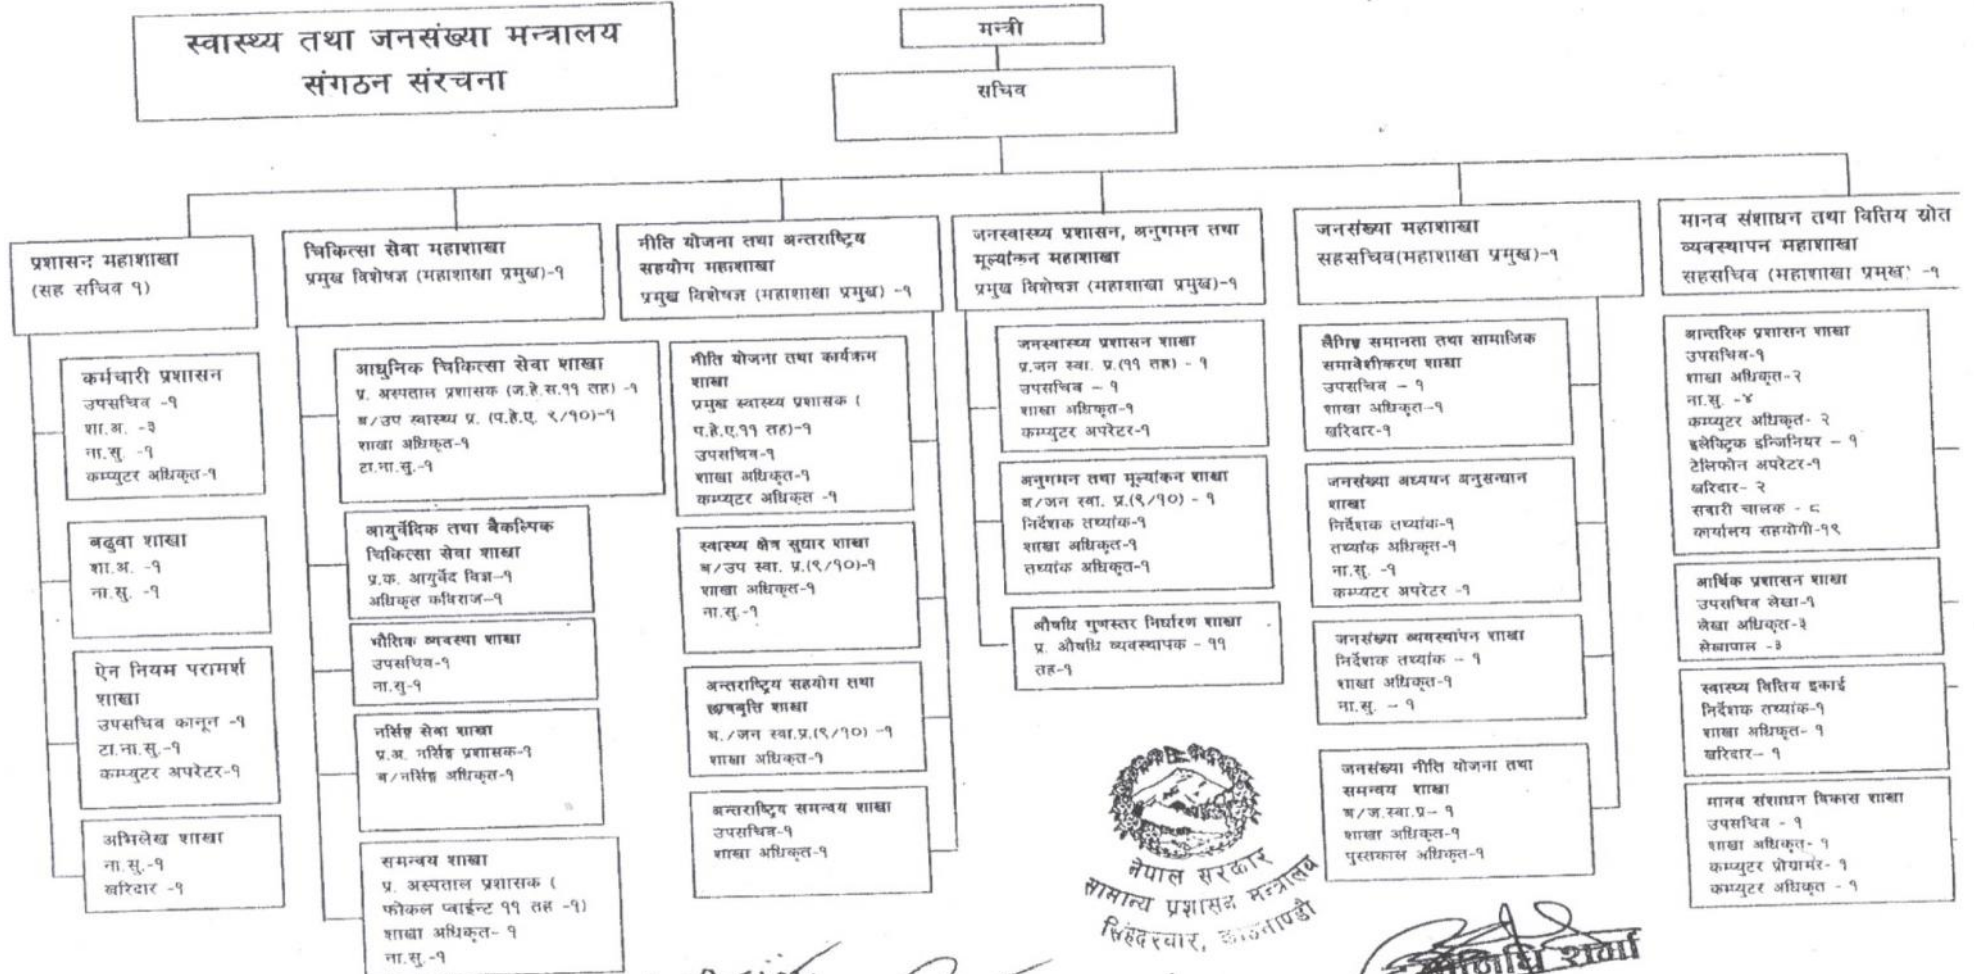 स्वास्थ्य तथा जनसंख्या मन्त्रालय
संगठन संरचना
मन्त्री
सचिव
प्रशासन महाशाखा
(सह सचिव १)
कर्मचारी प्रशासन
उपसचिव -१
शा.अ. -३
ना.सु. -१
कम्प्युटर अधिकृत-१
बढुवा शाखा
शा.अ. -१
ना.सु. -१
ऐन नियम परामर्श
शाखा
उपसचिव कानून -१
टा.ना.सु.-१
कम्प्युटर अपरेटर-१
अभिलेख शाखा
ना.सु.-१
खरिदार -१
चिकित्सा सेवा महाशाखा
प्रमुख विशेषज्ञ (महाशाखा प्रमुख)-१
आधुनिक चिकित्सा सेवा शाखा
प्र. अस्पताल प्रशासक (ज.हे.स.११ तह) -१
ब/उप स्वास्थ्य प्र. (प.हे.ए. ९/१०)-१
शाखा अधिकृत-१
टा.ना.सु.-१
आयुर्वेदिक तथा बैकल्पिक
चिकित्सा सेवा शाखा
प्र.क. आयुर्वेद विज्ञ-१
अधिकृत कविराज-१
भौतिक व्यवस्था शाखा
उपसचिव-१
ना.सु-१
नर्सिङ्ग सेवा शाखा
प्र.अ. नर्सिङ्ग प्रशासक-१
ब/नर्सिङ्ग अधिकृत-१
समन्वय शाखा
प्र. अस्पताल प्रशासक (
फोकल प्वाईन्ट ११ तह -१)
शाखा अधिकृत- १
ना.सु.-१
नीति योजना तथा अन्तराष्ट्रिय
सहयोग महाशाखा
प्रमुख विशेषज्ञ (महाशाखा प्रमुख) -१
नीति योजना तथा कार्यक्रम
शाखा
प्रमुख स्वास्थ्य प्रशासक (
प.हे.ए.११ तह)-१
उपसचिव-१
शाखा अधिकृत-१
कम्प्यटर अधिकृत -१
स्वास्थ्य क्षेत्र सुधार शाखा
ब/उप स्वा. प्र.(९/१०)-१
शाखा अधिकृत-१
ना.सु.-१
अन्तराष्ट्रिय सहयोग तथा
छात्रवृत्ति शाखा
ब./जन स्वा.प्र.(९/१०) -१
शाखा अधिकृत-१
अन्तराष्ट्रिय समन्वय शाखा
उपसचिव-१
शाखा अधिकृत-१
जनस्वास्थ्य प्रशासन, अनुगमन तथा
मूल्यांकन महाशाखा
प्रमुख विशेषज्ञ (महाशाखा प्रमुख)-१
जनस्वास्थ्य प्रशासन शाखा
प्र.जन स्वा. प्र.(११ तह) - १
उपसचिव – १
शाखा अधिकृत-१
कम्प्युटर अपरेटर-१
अनुगमन तथा मूल्यांकन शाखा
ब/जन स्वा. प्र.(९/१०) - १
निर्देशक तथ्यांक-१
शाखा अधिकृत-१
तथ्यांक अधिकृत-१
औषधि गुणस्तर निर्धारण शाखा
प्र. औषधि व्यवस्थापक - ११
तह-१
जनसंख्या महाशाखा
सहसचिव(महाशाखा प्रमुख)-१
लैगिङ्ग समानता तथा सामाजिक
समावेशीकरण शाखा
उपसचिव – १
शाखा अधिकृत-१
खरिदार-१
जनसंख्या अध्ययन अनुसन्धान
शाखा
निर्देशक तथ्यांक-१
तथ्यांक अधिकृत-१
ना.सु. -१
कम्प्यटर अपरेटर -१
जनसंख्या व्यवस्थापन शाखा
निर्देशक तथ्यांक – १
शाखा अधिकृत-१
ना.सु. – १
जनसंख्या नीति योजना तथा
समन्वय शाखा
ब/ज.स्वा.प्र- १
शाखा अधिकृत-१
पुस्तकाल अधिकृत-१
मानव संशाधन तथा वित्तिय स्रोत
व्यवस्थापन महाशाखा
सहसचिव (महाशाखा प्रमुख) -१
आन्तरिक प्रशासन शाखा
उपसचिव-१
शाखा अधिकृत-२
ना.सु. -४
कम्प्युटर अधिकृत- २
इलेक्ट्रिक इन्जिनियर – १
टेलिफोन अपरेटर-१
खरिदार- २
सवारी चालक - ८
कार्यालय सहयोगी-१९
आर्थिक प्रशासन शाखा
उपसचिव लेखा-१
लेखा अधिकृत-३
लेखापाल -३
स्वास्थ्य वित्तिय इकाई
निर्देशक तथ्यांक-१
शाखा अधिकृत- १
खरिदार- १
मानव संशाधन विकास शाखा
उपसचिव - १
शाखा अधिकृत- १
कम्प्युटर प्रोग्रामर- १
कम्प्युटर अधिकृत - १
नेपाल सरकार
सामान्य प्रशासन मन्त्रालय
सिंहदरवार, काठमाण्डौ
शर्मा